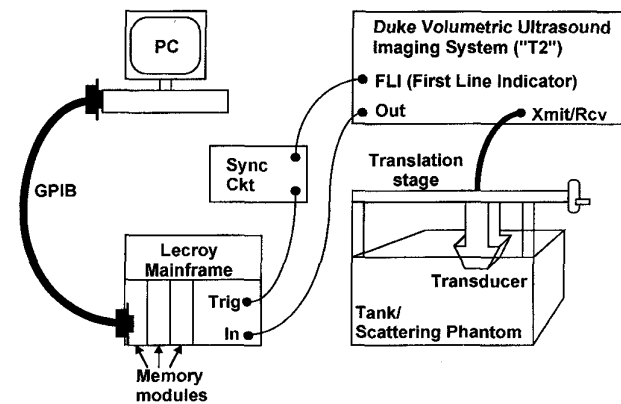 PC
Duke Volumetric Ultrasound
Imaging System ("T2")
FLI (First Line Indicator)
Out
Xmit/Rcv
Sync
Ckt
Translation
stage
GPIB
Lecroy
Mainframe
Trig
In
Transducer
Tank/
Scattering Phantom
Memory
modules